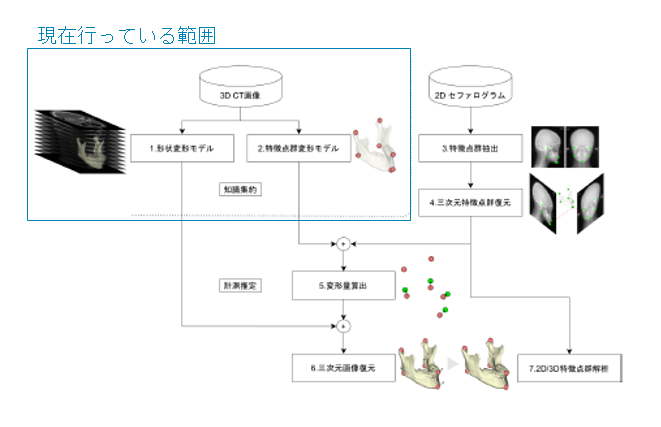 現在行っている範囲
3D CT画像
2D セファログラム
1.形状変形モデル
2.特徴点群変形モデル
3.特徴点群抽出
知識集約
4.三次元特徴点群復元
+
計測推定
5.変形量算出
+
6.三次元画像復元
7.2D/3D特徴点群解析